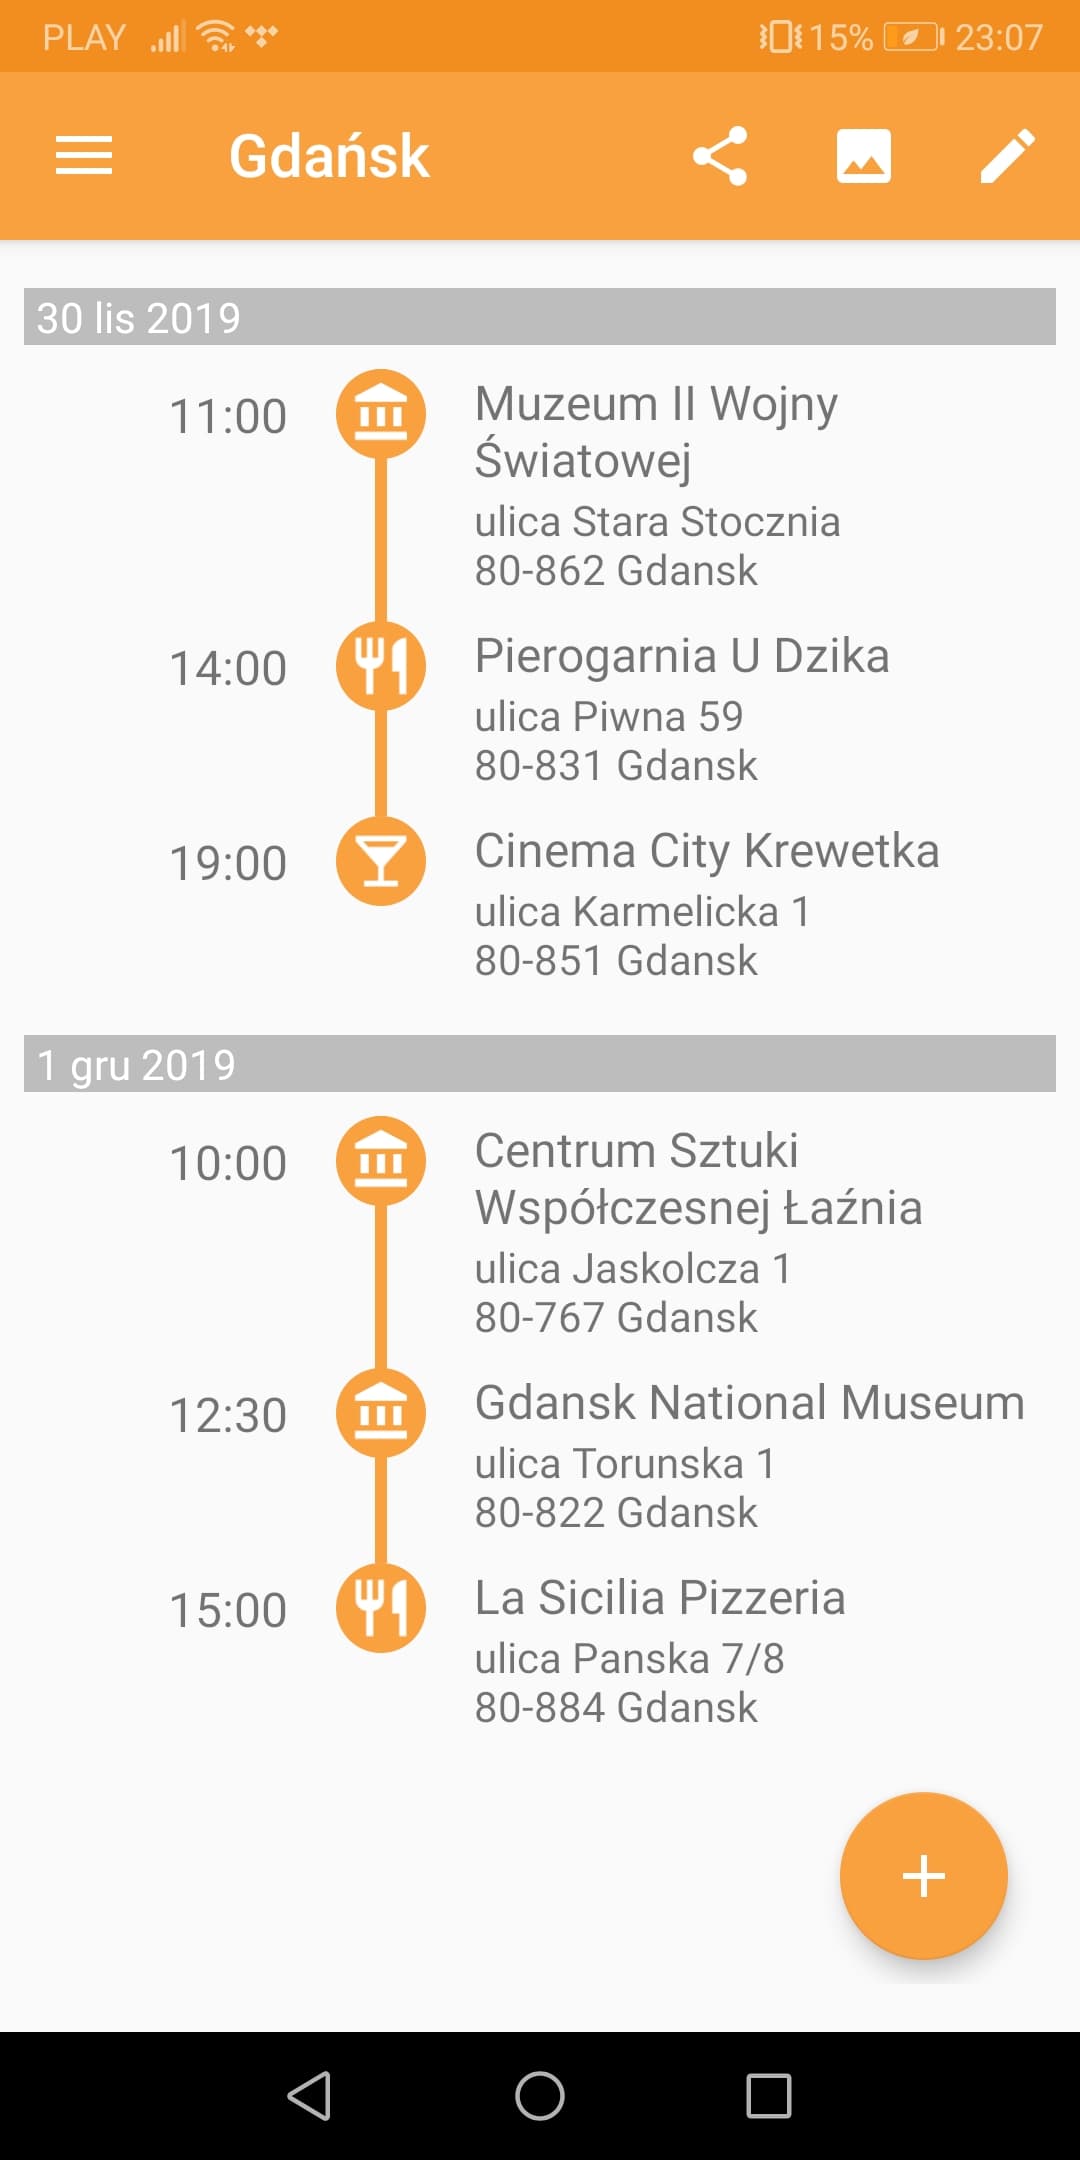 PLAY 15% 23:07
Gdańsk
30 lis 2019
11:00
Muzeum II Wojny
Światowej
ulica Stara Stocznia
80-862 Gdansk
14:00
Pierogarnia U Dzika
ulica Piwna 59
80-831 Gdansk
19:00
Cinema City Krewetka
ulica Karmelicka 1
80-851 Gdansk
1 gru 2019
10:00
Centrum Sztuki
Współczesnej Łaźnia
ulica Jaskolcza 1
80-767 Gdansk
12:30
Gdansk National Museum
ulica Torunska 1
80-822 Gdansk
15:00
La Sicilia Pizzeria
ulica Panska 7/8
80-884 Gdansk